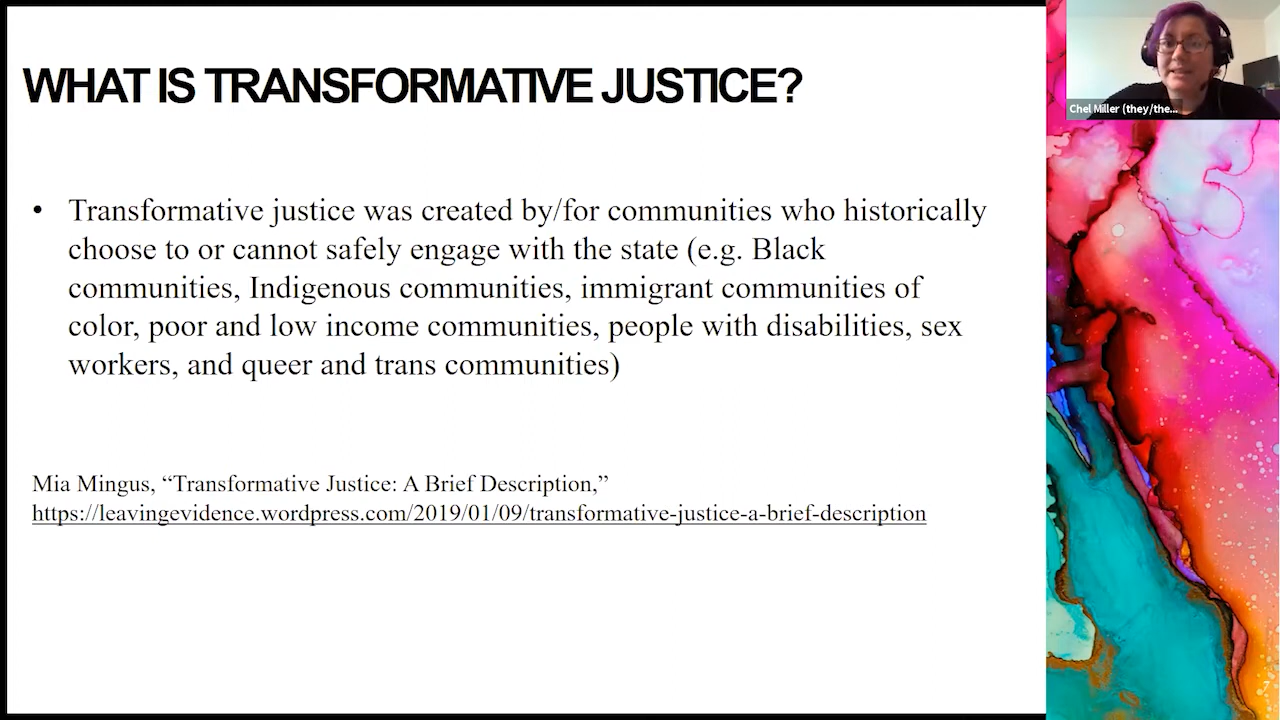 WHAT IS TRANSFORMATIVE JUSTICE?
Chel Miller (they/the...
• Transformative justice was created by/for communities who historically
choose to or cannot safely engage with the state (e.g. Black
communities, Indigenous communities, immigrant communities of
color, poor and low income communities, people with disabilities, sex
workers, and queer and trans communities)
Mia Mingus, “Transformative Justice: A Brief Description,”
https://leavingevidence.wordpress.com/2019/01/09/transformative-justice-a-brief-description